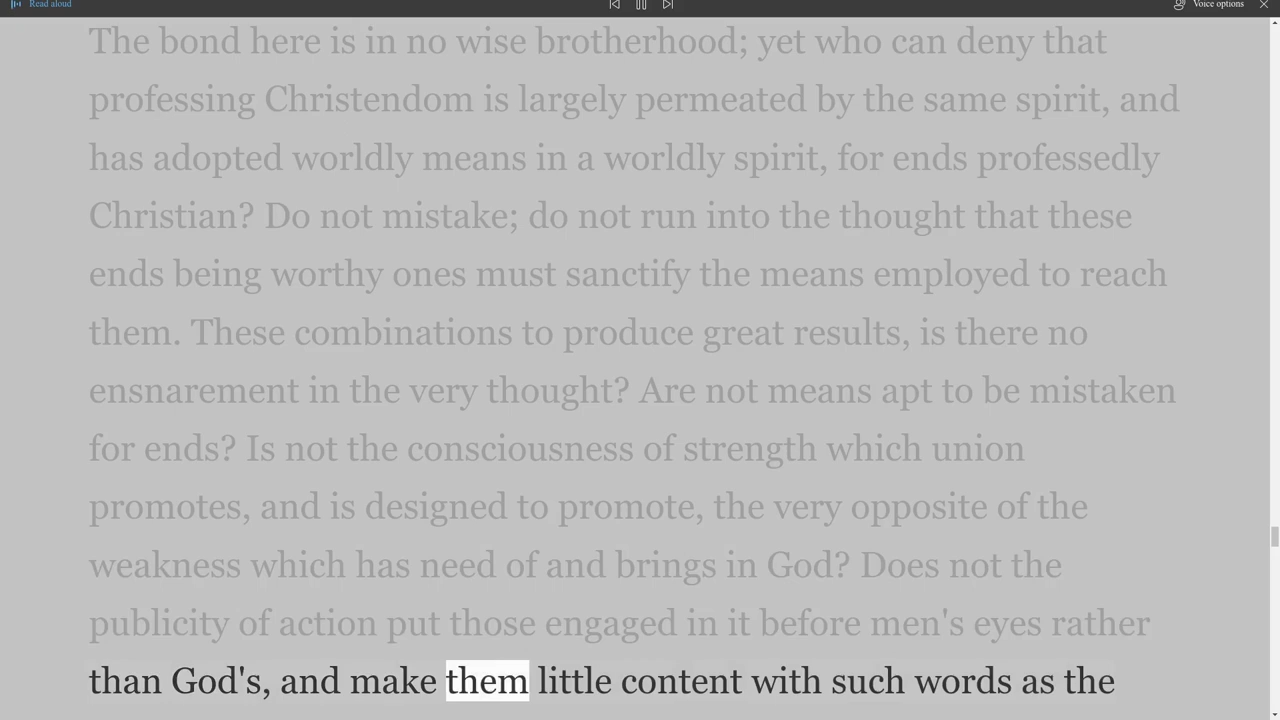 Read aloud
Voice options
The bond here is in no wise brotherhood; yet who can deny that
professing Christendom is largely permeated by the same spirit, and
has adopted worldly means in a worldly spirit, for ends professedly
Christian? Do not mistake; do not run into the thought that these
ends being worthy ones must sanctify the means employed to reach
them. These combinations to produce great results, is there no
ensnarement in the very thought? Are not means apt to be mistaken
for ends? Is not the consciousness of strength which union
promotes, and is designed to promote, the very opposite of the
weakness which has need of and brings in God? Does not the
publicity of action put those engaged in it before men's eyes rather
than God's, and make them little content with such words as the